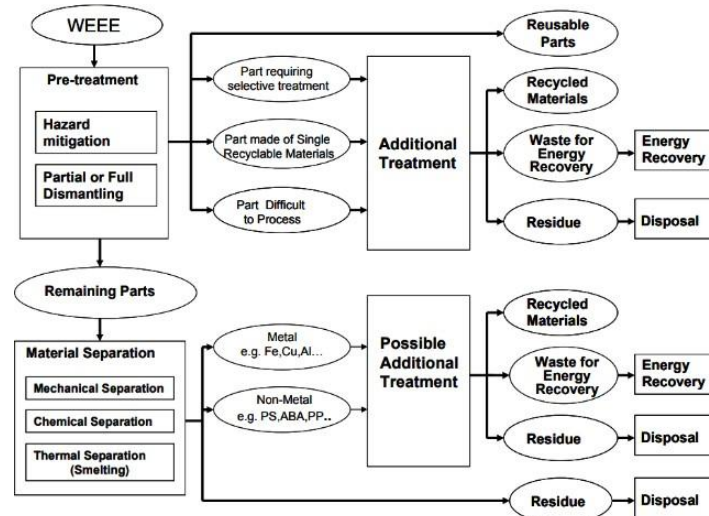 WEEE
Pre-treatment
Hazard
mitigation
Partial or Full
Dismantling
Reusable
Parts
Part requiring
selective treatment
Part made of Single
Recyclable Materials
Part Difficult
to Process
Additional
Treatment
Recycled
Materials
Waste for
Energy
Recovery
Energy
Recovery
Residue
Disposal
Remaining Parts
Material Separation
Mechanical Separation
Chemical Separation
Thermal Separation
(Smelting)
Metal
e.g. Fe,Cu,Al...
Non-Metal
e.g. PS,ABA,PP..
Possible
Additional
Treatment
Recycled
Materials
Waste for
Energy
Recovery
Energy
Recovery
Residue
Disposal
Residue
Disposal